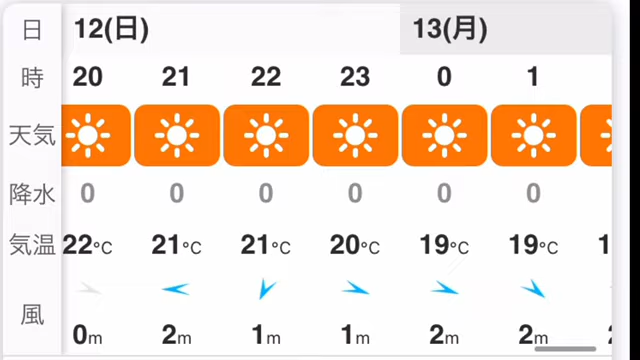 日 12(日) 13(月)
時 20 21 22 23 0 1
天気
降水 0 0 0 0 0 0
気温 22°C 21°C 21°C 20°C 19°C 19°C 1
風 0m 2m 1m 1m 2m 2m